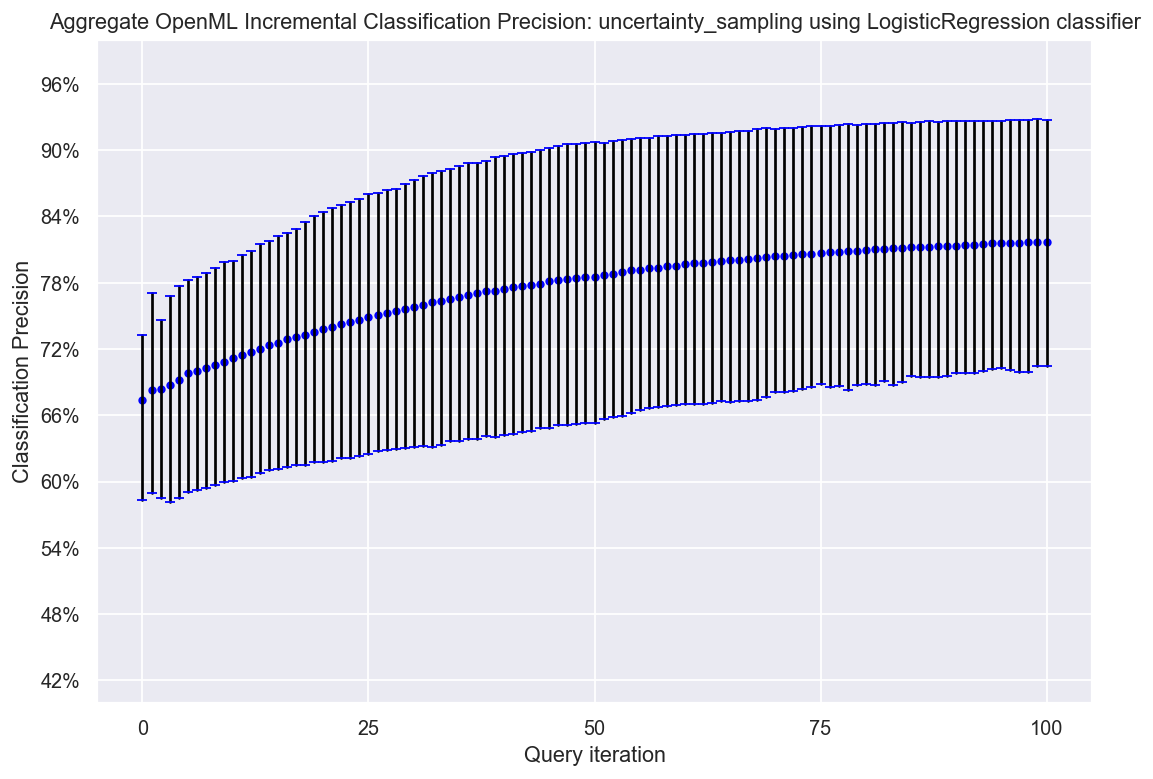 Aggregate OpenML Incremental Classification Precision: uncertainty_sampling using LogisticRegression classifier
96%
90%
84%
78%
72%
66%
60%
54%
48%
42%
Classification Precision
0 25 50 75 100
Query iteration